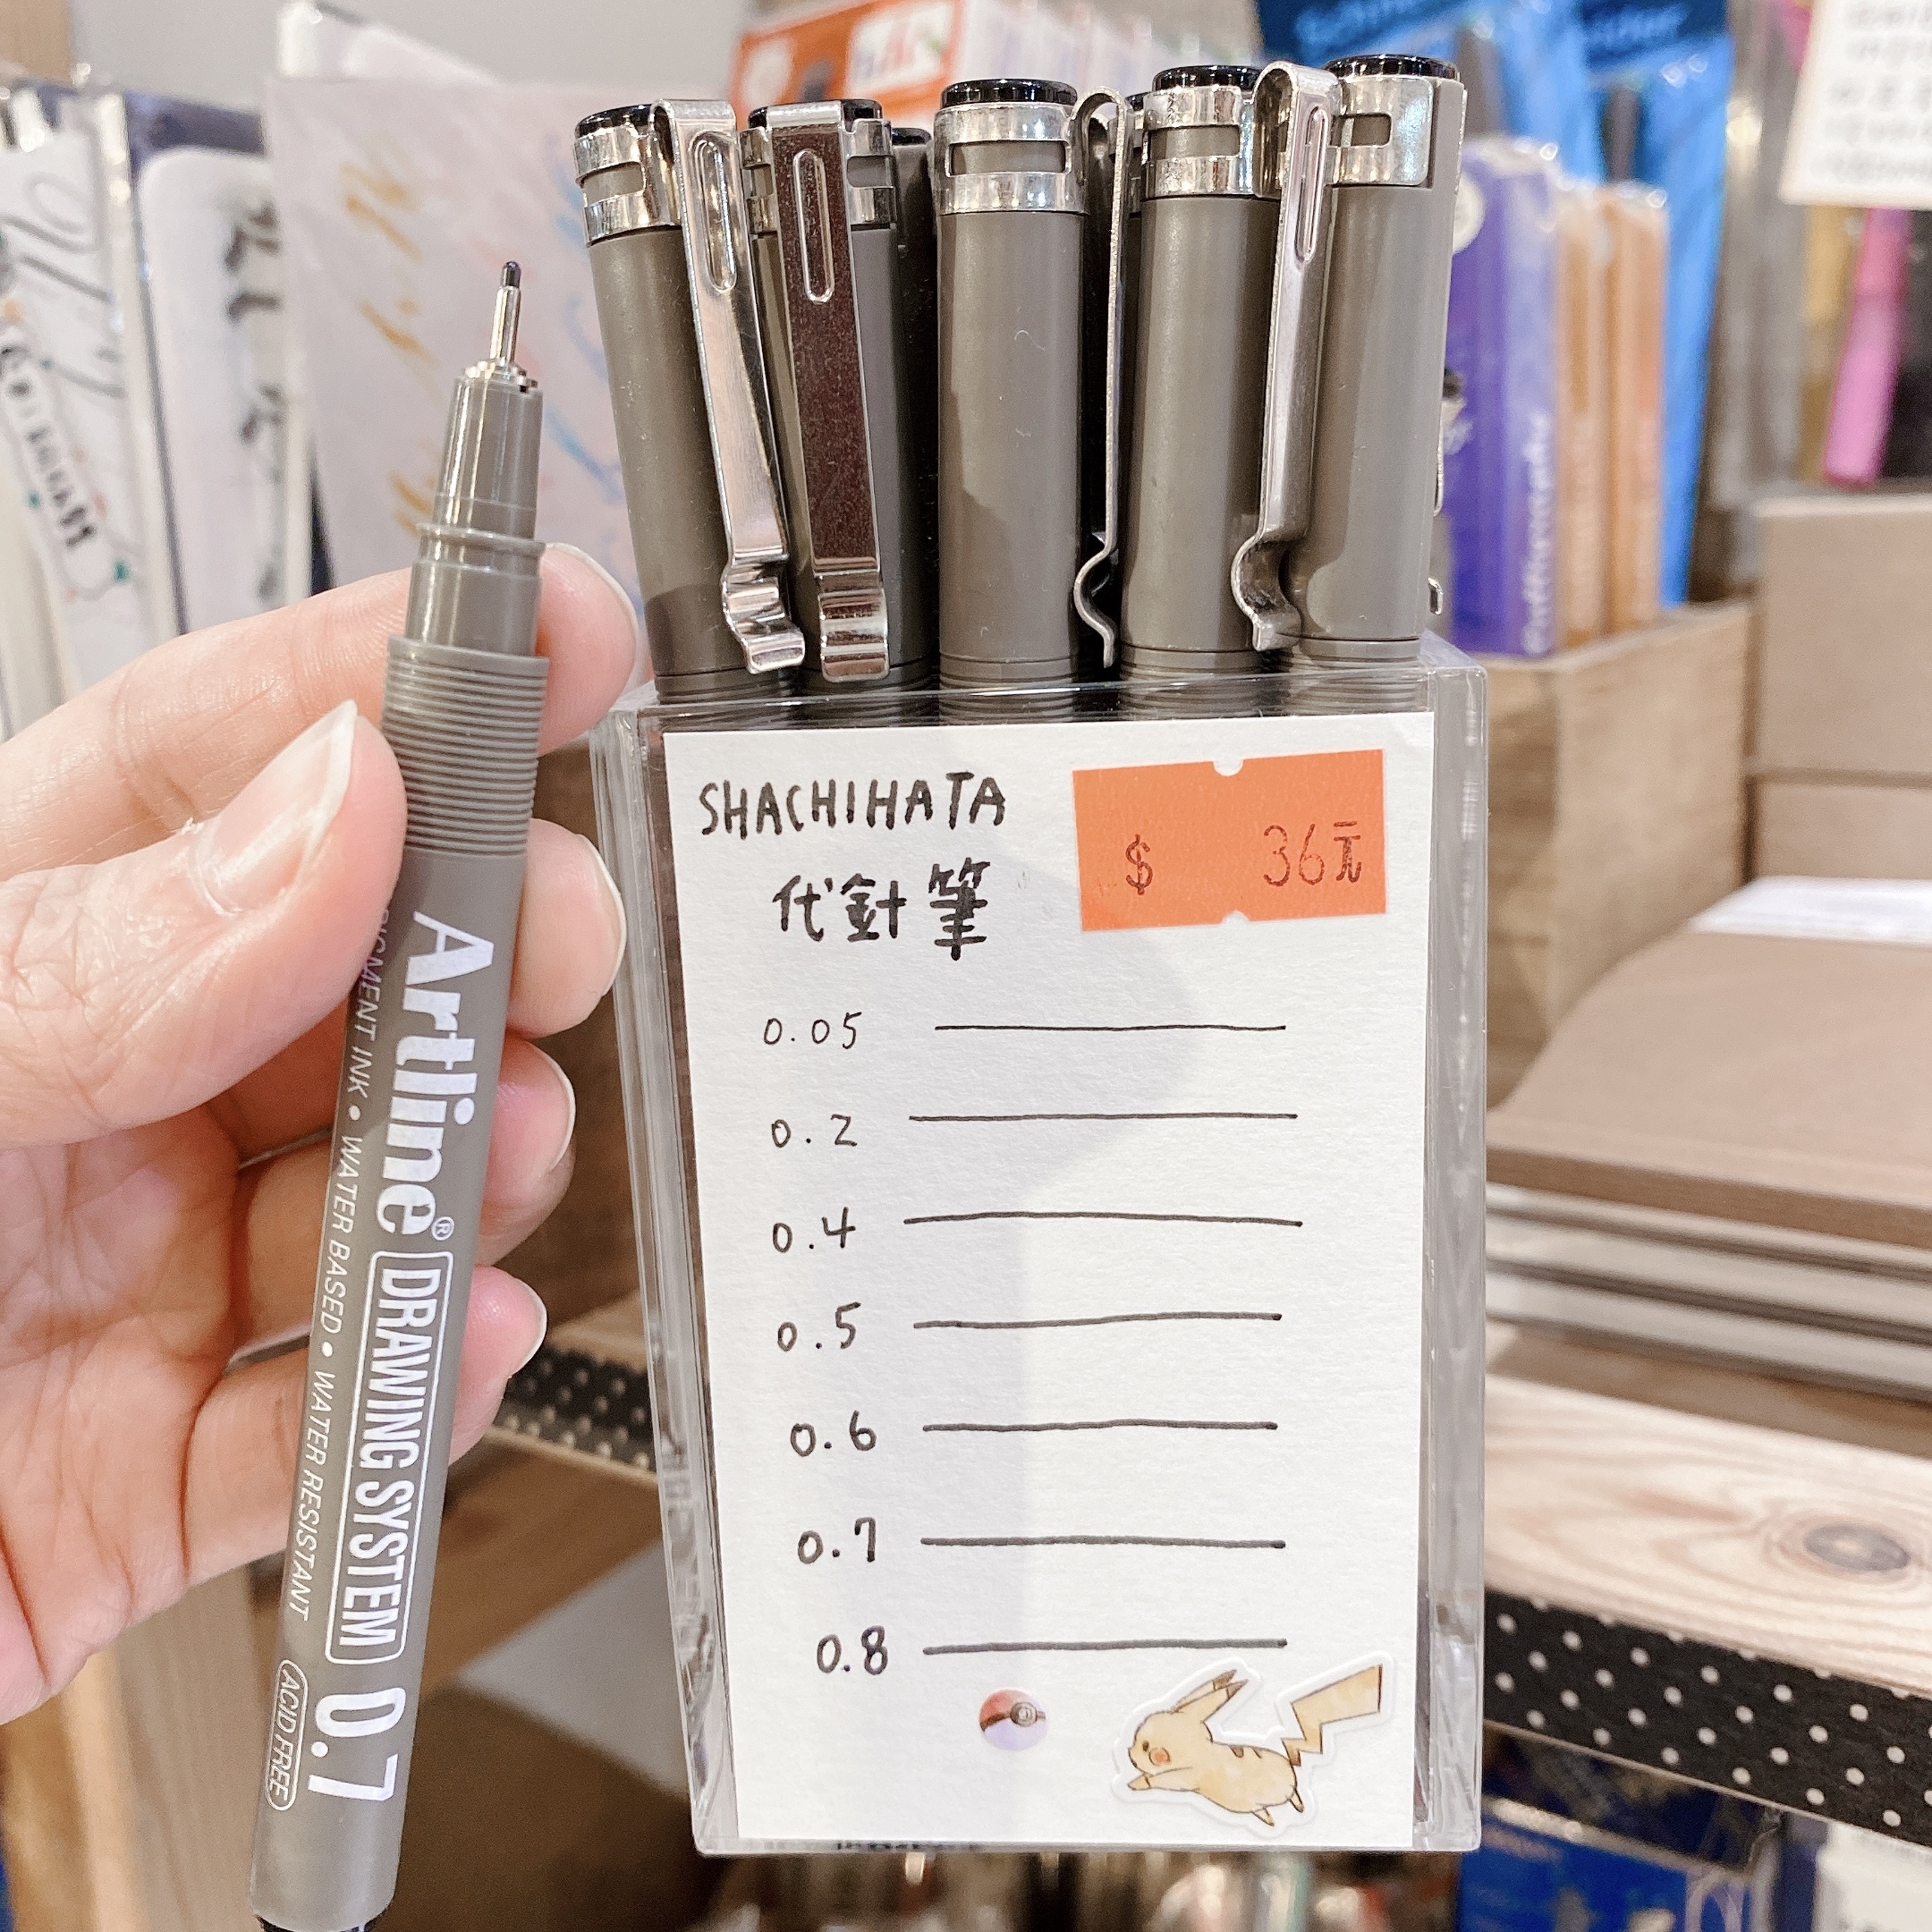 SHACHIHATA
代針筆
$ 36元
0.05
0.2
0.4
0.5
0.6
0.7
0.8
Artline® DRAWING SYSTEM 0.7
INK • WATER BASED • WATER RESISTANT ACID FREE